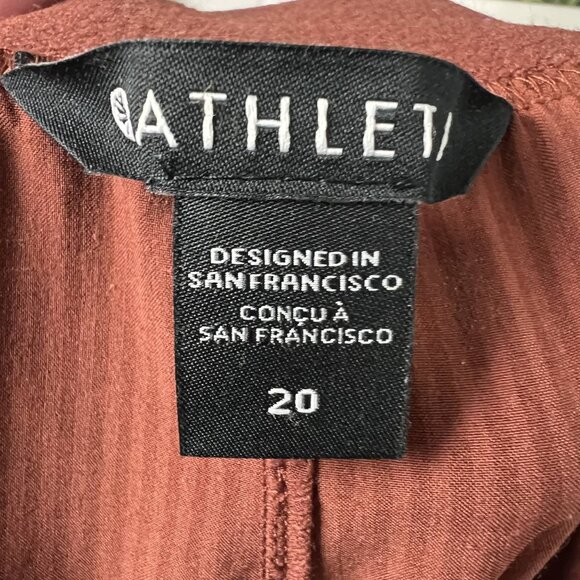 ATHLETA
DESIGNED IN
SAN FRANCISCO
CONÇU À
SAN FRANCISCO
20